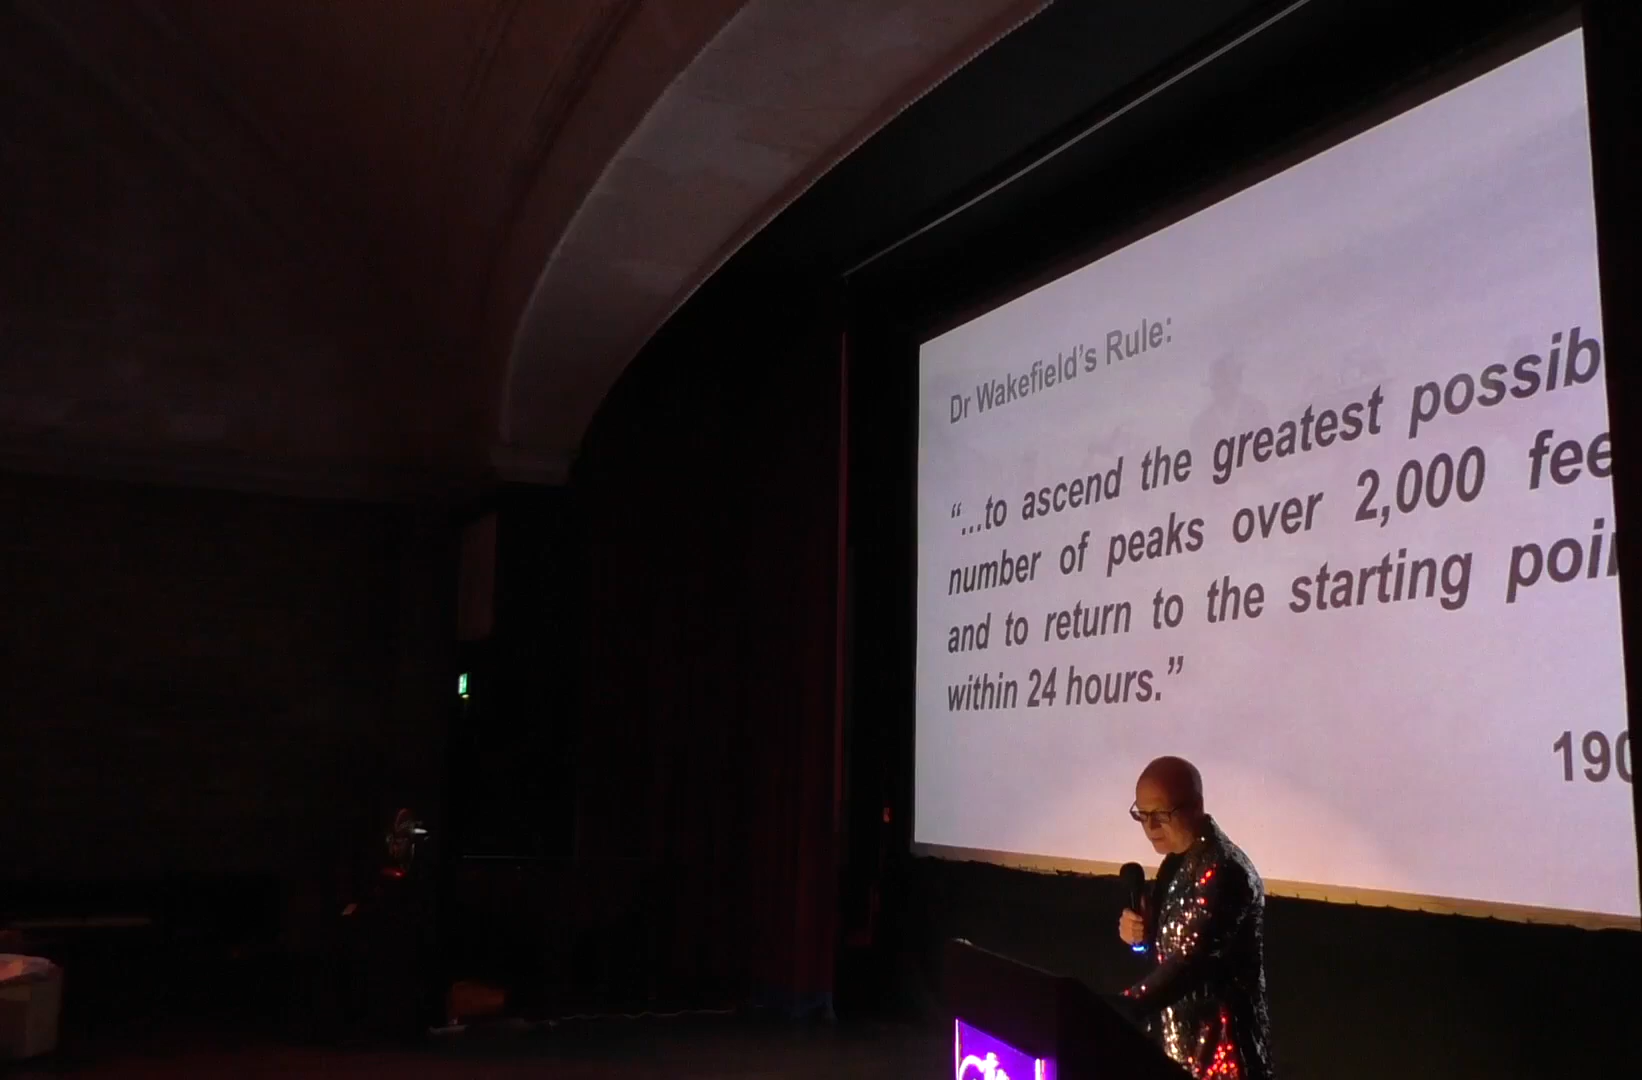 Dr Wakefield’s Rule:
“...to ascend the greatest possib
number of peaks over 2,000 fee
and to return to the starting poi
within 24 hours.”
190